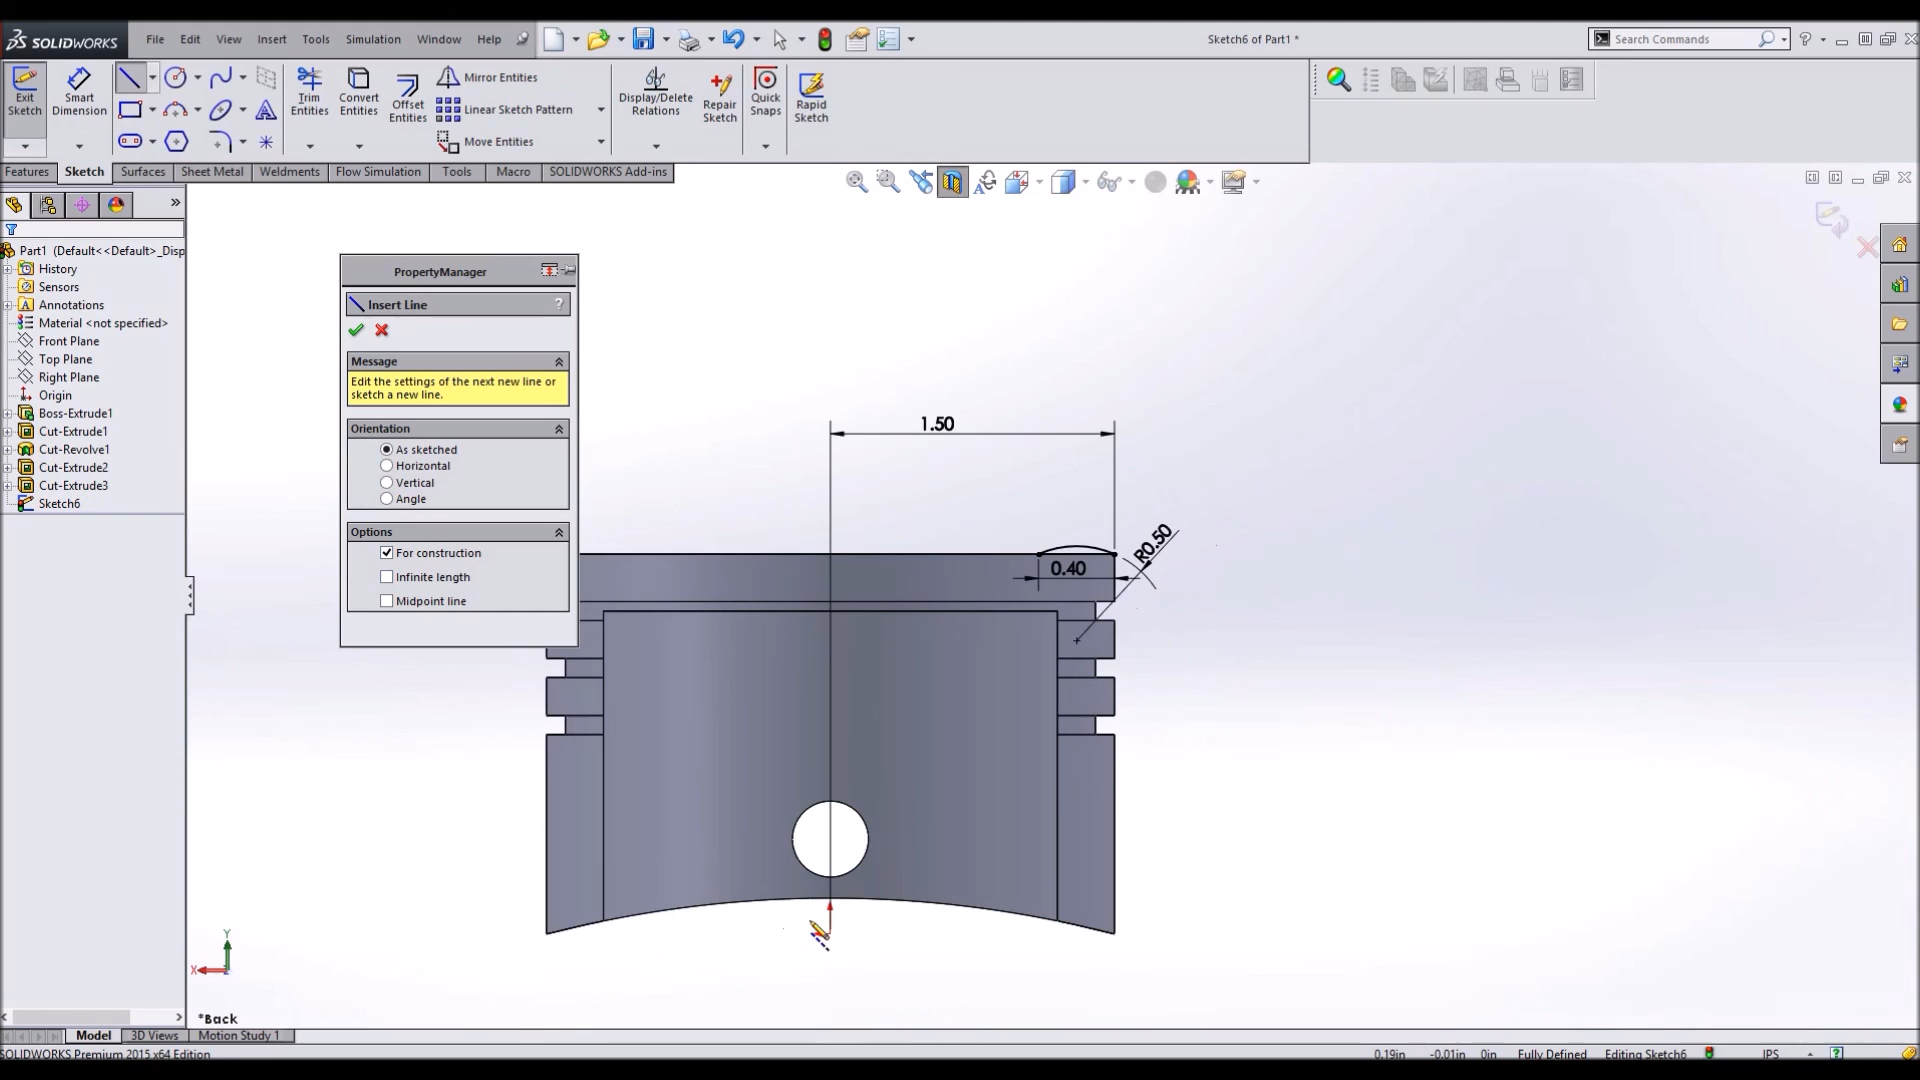 SOLIDWORKS File Edit View Insert Tools Simulation Window Help Sketch6 of Part1 * Search Commands
Exit Sketch
Smart Dimension
Trim Entities
Convert Entities
Offset Entities
Mirror Entities
Linear Sketch Pattern
Move Entities
Display/Delete Relations
Repair Sketch
Quick Snaps
Rapid Sketch
Features Sketch Surfaces Sheet Metal Weldments Flow Simulation Tools Macro SOLIDWORKS Add-ins
Part1 (Default<<Default>_Disp
History
Sensors
Annotations
Material <not specified>
Front Plane
Top Plane
Right Plane
Origin
Boss-Extrude1
Cut-Extrude1
Cut-Revolve1
Cut-Extrude2
Cut-Extrude3
Sketch6
PropertyManager
Insert Line ?
Message
Edit the settings of the next new line or
sketch a new line.
Orientation
As sketched
Horizontal
Vertical
Angle
Options
For construction
Infinite length
Midpoint line
1.50
R0.50
0.40
Y
X
*Back
Model 3D Views Motion Study 1
SOLIDWORKS Premium 2015 x64 Edition 0.19in -0.01in 0in Fully Defined Editing Sketch6 IPS